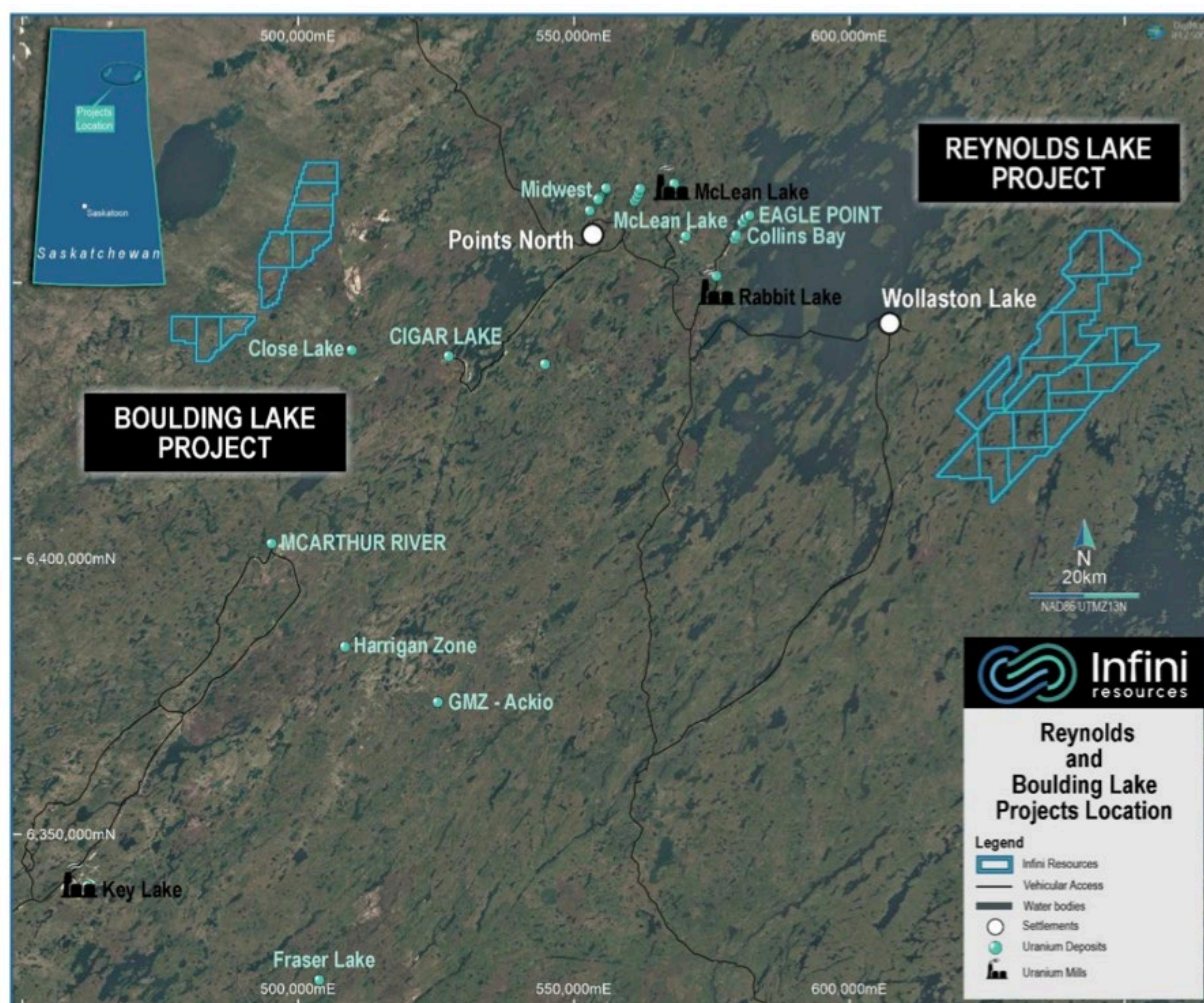 500,000mE
550,000mE
600,000mE
Projects
Location
Saskatoon
Saskatchewan
REYNOLDS LAKE
PROJECT
Midwest
McLean Lake
McLean Lake
EAGLE POINT
Collins Bay
Points North
Rabbit Lake
Wollaston Lake
Close Lake
CIGAR LAKE
BOULDING LAKE
PROJECT
MCARTHUR RIVER
6,400,000mN
N
20km
NAD86 UTMZ13N
Harrigan Zone
GMZ - Ackio
Infini
resources
Reynolds
and
Boulding Lake
Projects Location
Legend
Infini Resources
Vehicular Access
Water bodies
Settlements
Uranium Deposits
Uranium Mills
6,350,000mN
Key Lake
Fraser Lake
500,000mE
550,000mE
600,000mE